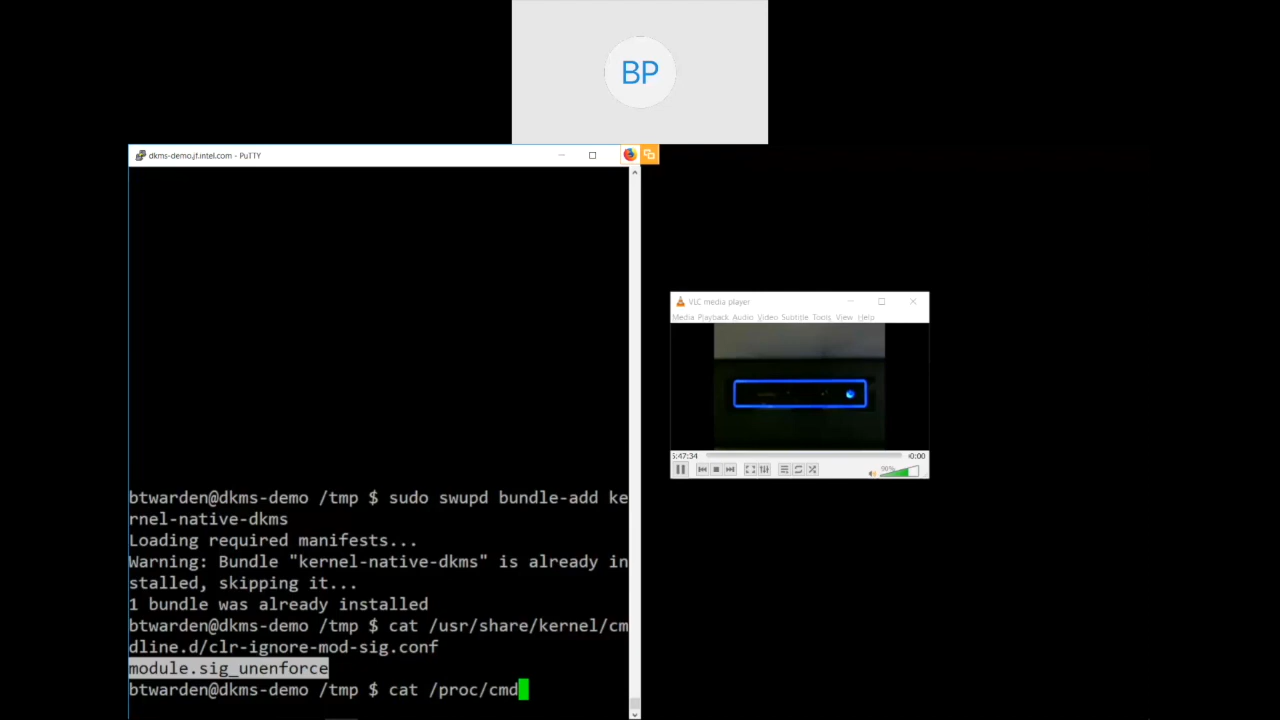 BP
dkms-demo.jf.intel.com - PuTTY
VLC media player
Media Playback Audio Video Subtitle Tools View Help
5:47:34
00:00
90%
btwarden@dkms-demo /tmp $ sudo swupd bundle-add ke
rnel-native-dkms
Loading required manifests...
Warning: Bundle "kernel-native-dkms" is already in
stalled, skipping it...
1 bundle was already installed
btwarden@dkms-demo /tmp $ cat /usr/share/kernel/cm
dline.d/clr-ignore-mod-sig.conf
module.sig_unenforce
btwarden@dkms-demo /tmp $ cat /proc/cmd